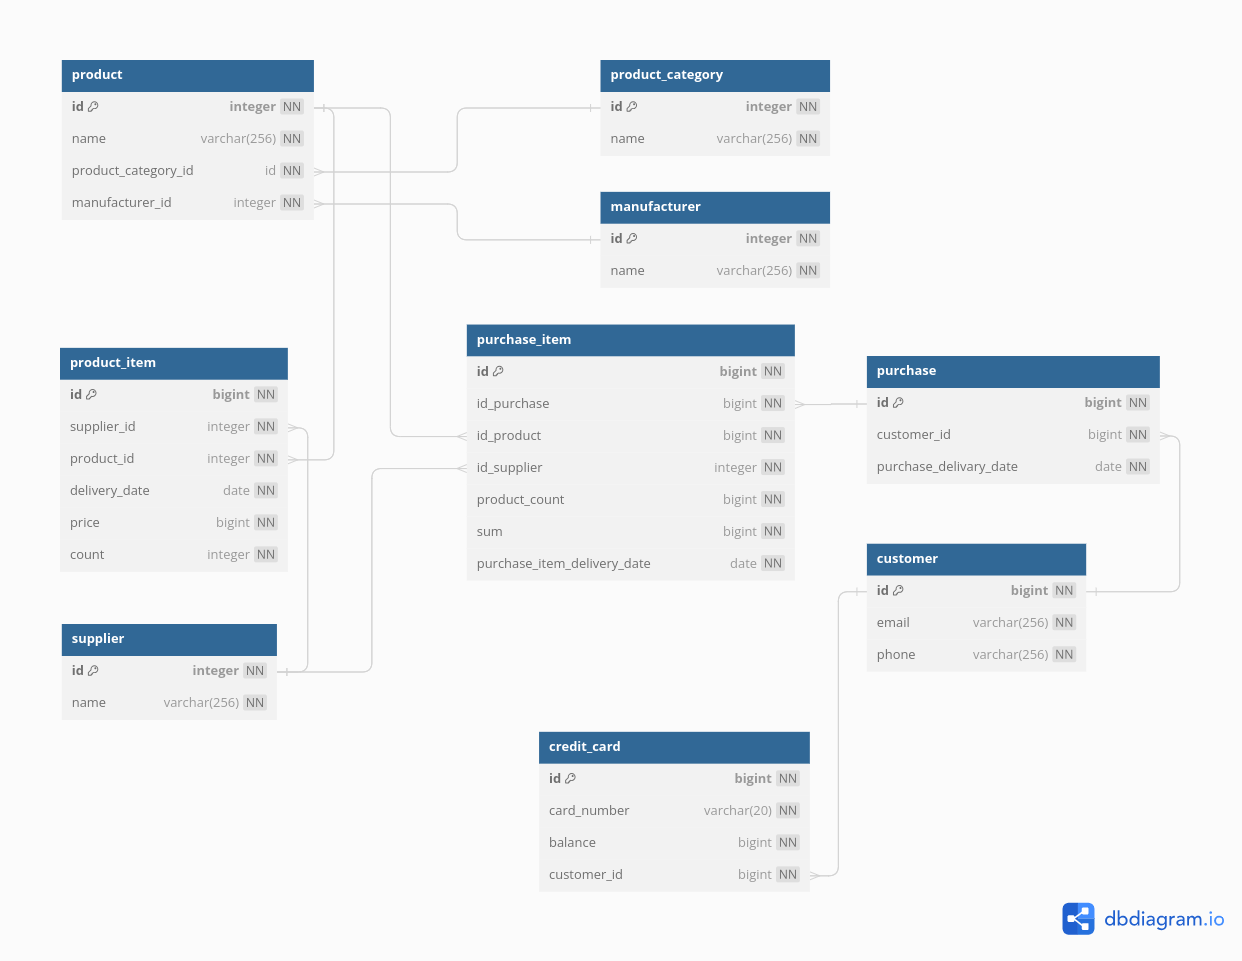 product
id integer NN
name varchar(256) NN
product_category_id id NN
manufacturer_id integer NN
product_category
id integer NN
name varchar(256) NN
manufacturer
id integer NN
name varchar(256) NN
product_item
id bigint NN
supplier_id integer NN
product_id integer NN
delivery_date date NN
price bigint NN
count integer NN
purchase_item
id bigint NN
id_purchase bigint NN
id_product bigint NN
id_supplier integer NN
product_count bigint NN
sum bigint NN
purchase_item_delivery_date date NN
purchase
id bigint NN
customer_id bigint NN
purchase_delivary_date date NN
customer
id bigint NN
email varchar(256) NN
phone varchar(256) NN
supplier
id integer NN
name varchar(256) NN
credit_card
id bigint NN
card_number varchar(20) NN
balance bigint NN
customer_id bigint NN
dbdiagram.io